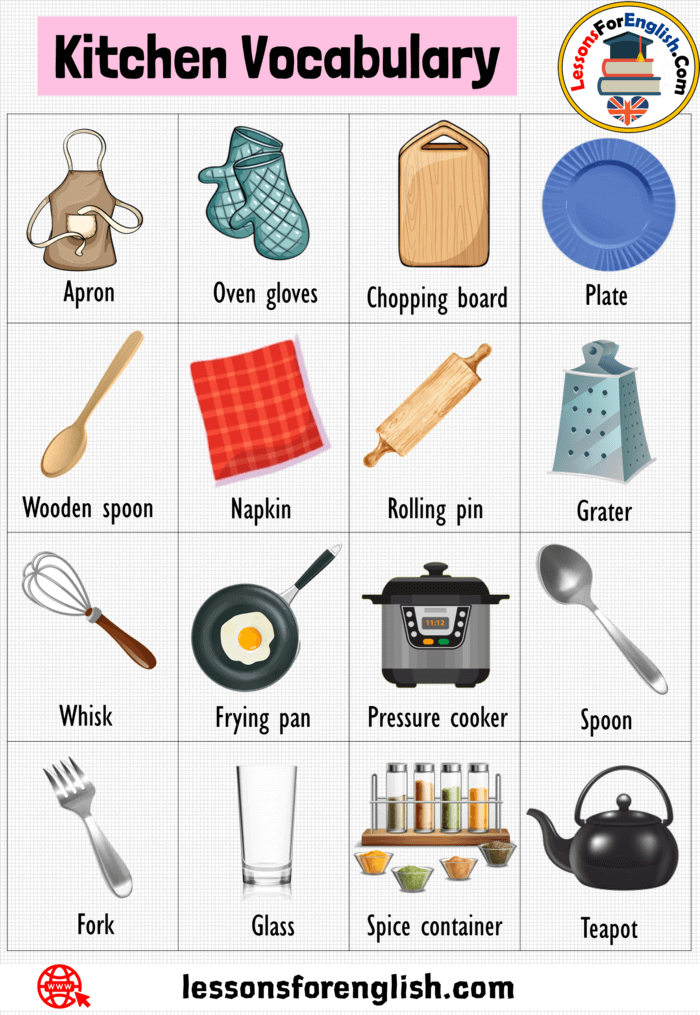 Kitchen Vocabulary
LessonsForEnglish.Com
Apron
Oven gloves
Chopping board
Plate
Wooden spoon
Napkin
Rolling pin
Grater
Whisk
Frying pan
11:12
Pressure cooker
Spoon
Fork
Glass
Spice container
Teapot
WWW
lessonsforenglish.com